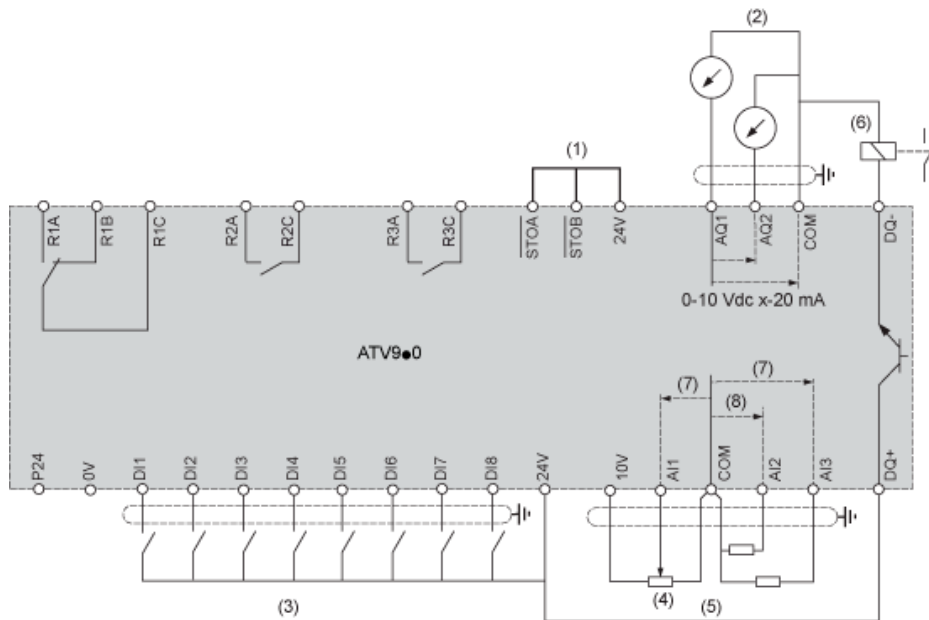 (2)
(6)
(1)
R1A
R1B
R1C
R2A
R2C
R3A
R3C
STOA
STOB
24V
AQ1
AQ2
COM
DQ-
0-10 Vdc x-20 mA
ATV9●0
(7)
(7)
(8)
P24
0V
DI1
DI2
DI3
DI4
DI5
DI6
DI7
DI8
24V
10V
AI1
COM
AI2
AI3
DQ+
(3)
(4)
(5)